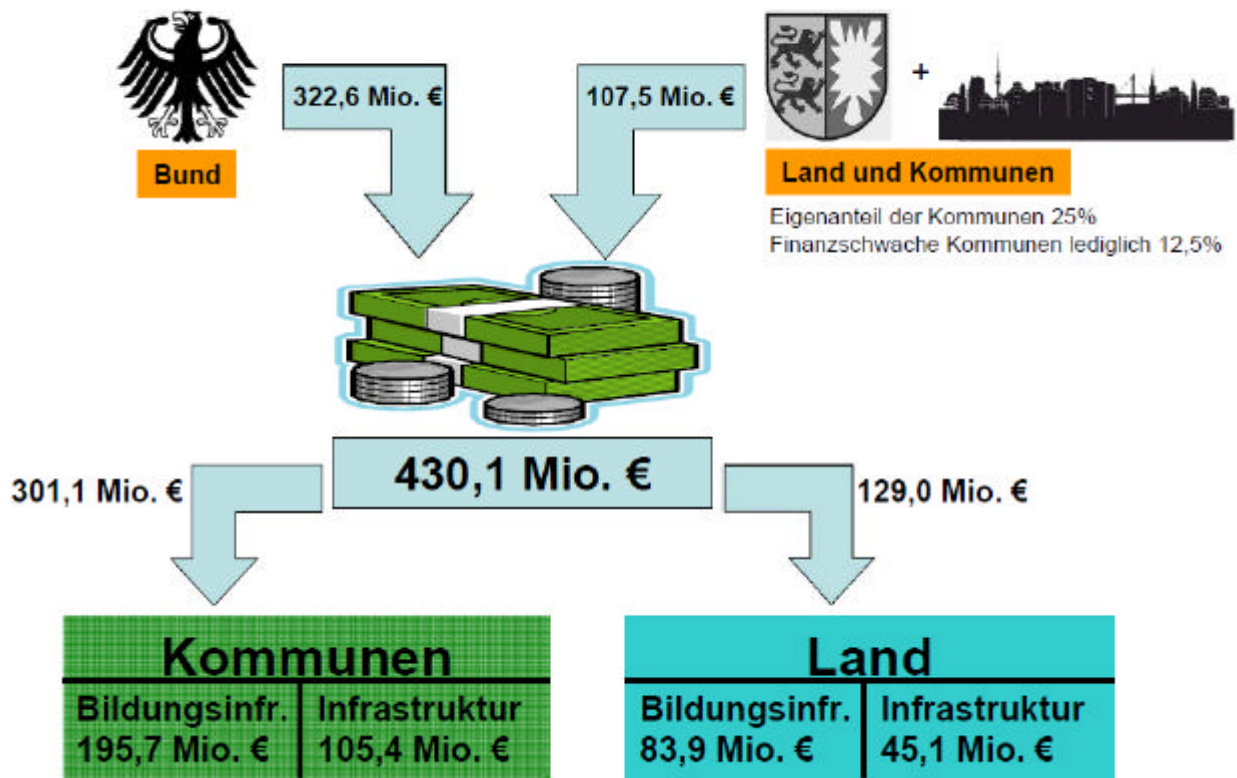 322,6 Mio. €
107,5 Mio. €
+
Bund
Land und Kommunen
Eigenanteil der Kommunen 25%
Finanzschwache Kommunen lediglich 12,5%
430,1 Mio. €
301,1 Mio. €
129,0 Mio. €
Kommunen
Bildungsinfr.
195,7 Mio. €
Infrastruktur
105,4 Mio. €
Land
Bildungsinfr.
83,9 Mio. €
Infrastruktur
45,1 Mio. €